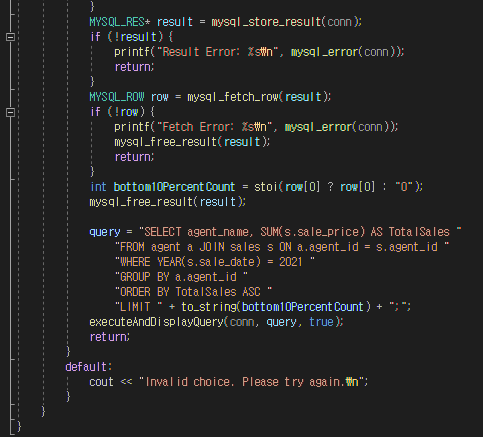 }
MYSQL_RES* result = mysql_store_result(conn);
if (!result) {
printf("Result Error: %s₩n", mysql_error(conn));
return;
}
MYSQL_ROW row = mysql_fetch_row(result);
if (!row) {
printf("Fetch Error: %s₩n", mysql_error(conn));
mysql_free_result(result);
return;
}
int bottom10PercentCount = stoi(row[0] ? row[0] : "0");
mysql_free_result(result);
query = "SELECT agent_name, SUM(s.sale_price) AS TotalSales "
"FROM agent a JOIN sales s ON a.agent_id = s.agent_id "
"WHERE YEAR(s.sale_date) = 2021 "
"GROUP BY a.agent_id "
"ORDER BY TotalSales ASC "
"LIMIT " + to_string(bottom10PercentCount) + ";";
executeAndDisplayQuery(conn, query, true);
return;
}
default:
cout << "Invalid choice. Please try again.₩n";
}
}
}